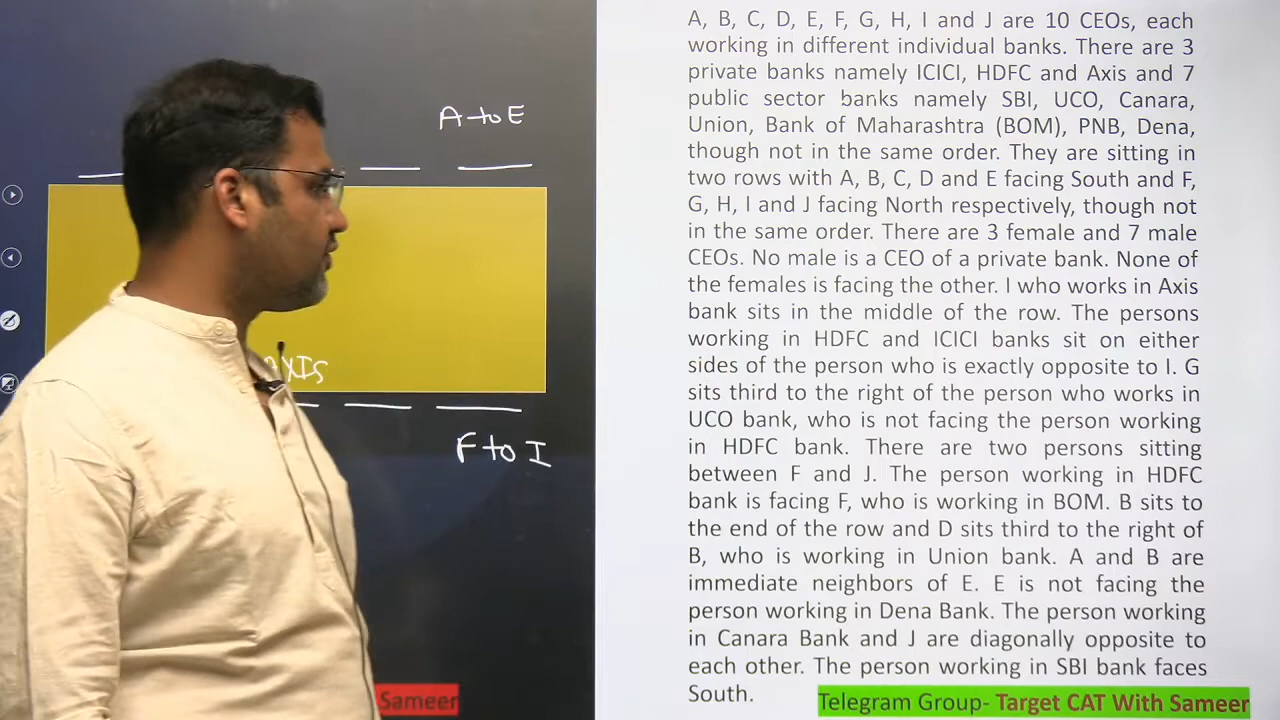 A, B, C, D, E, F, G, H, I and J are 10 CEOs, each
working in different individual banks. There are 3
private banks namely ICICI, HDFC and Axis and 7
public sector banks namely SBI, UCO, Canara,
Union, Bank of Maharashtra (BOM), PNB, Dena,
though not in the same order. They are sitting in
two rows with A, B, C, D and E facing South and F,
G, H, I and J facing North respectively, though not
in the same order. There are 3 female and 7 male
CEOs. No male is a CEO of a private bank. None of
the females is facing the other. I who works in Axis
bank sits in the middle of the row. The persons
working in HDFC and ICICI banks sit on either
sides of the person who is exactly opposite to I. G
sits third to the right of the person who works in
UCO bank, who is not facing the person working
in HDFC bank. There are two persons sitting
between F and J. The person working in HDFC
bank is facing F, who is working in BOM. B sits to
the end of the row and D sits third to the right of
B, who is working in Union bank. A and B are
immediate neighbors of E. E is not facing the
person working in Dena Bank. The person working
in Canara Bank and J are diagonally opposite to
each other. The person working in SBI bank faces
South.
A to E
AXIS
F to I
Sameer
Telegram Group- Target CAT With Sameer